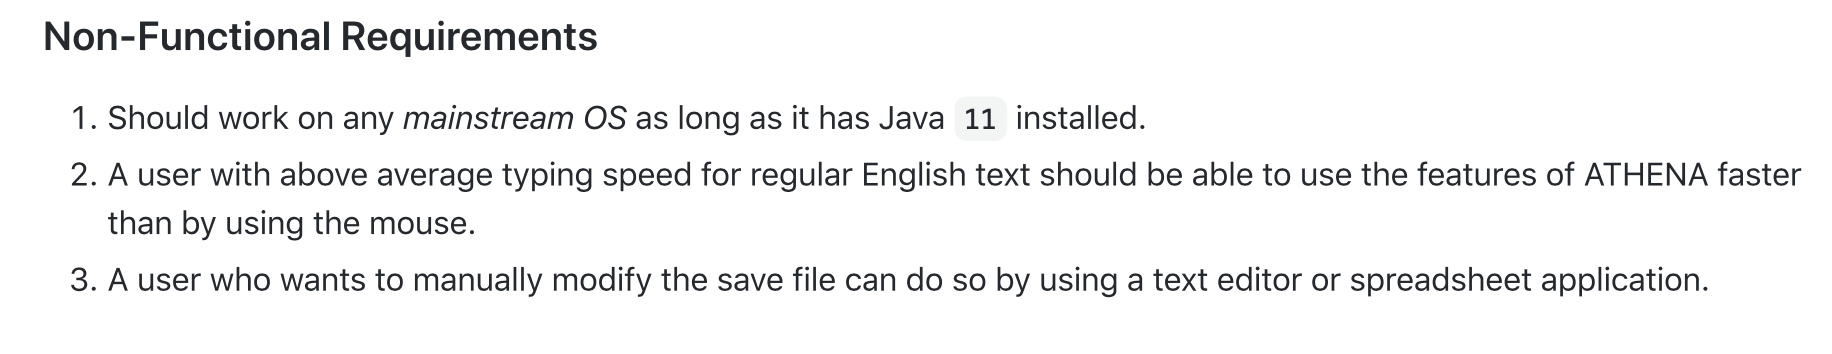 Non-Functional Requirements
1. Should work on any mainstream OS as long as it has Java 11 installed.
2. A user with above average typing speed for regular English text should be able to use the features of ATHENA faster
than by using the mouse.
3. A user who wants to manually modify the save file can do so by using a text editor or spreadsheet application.